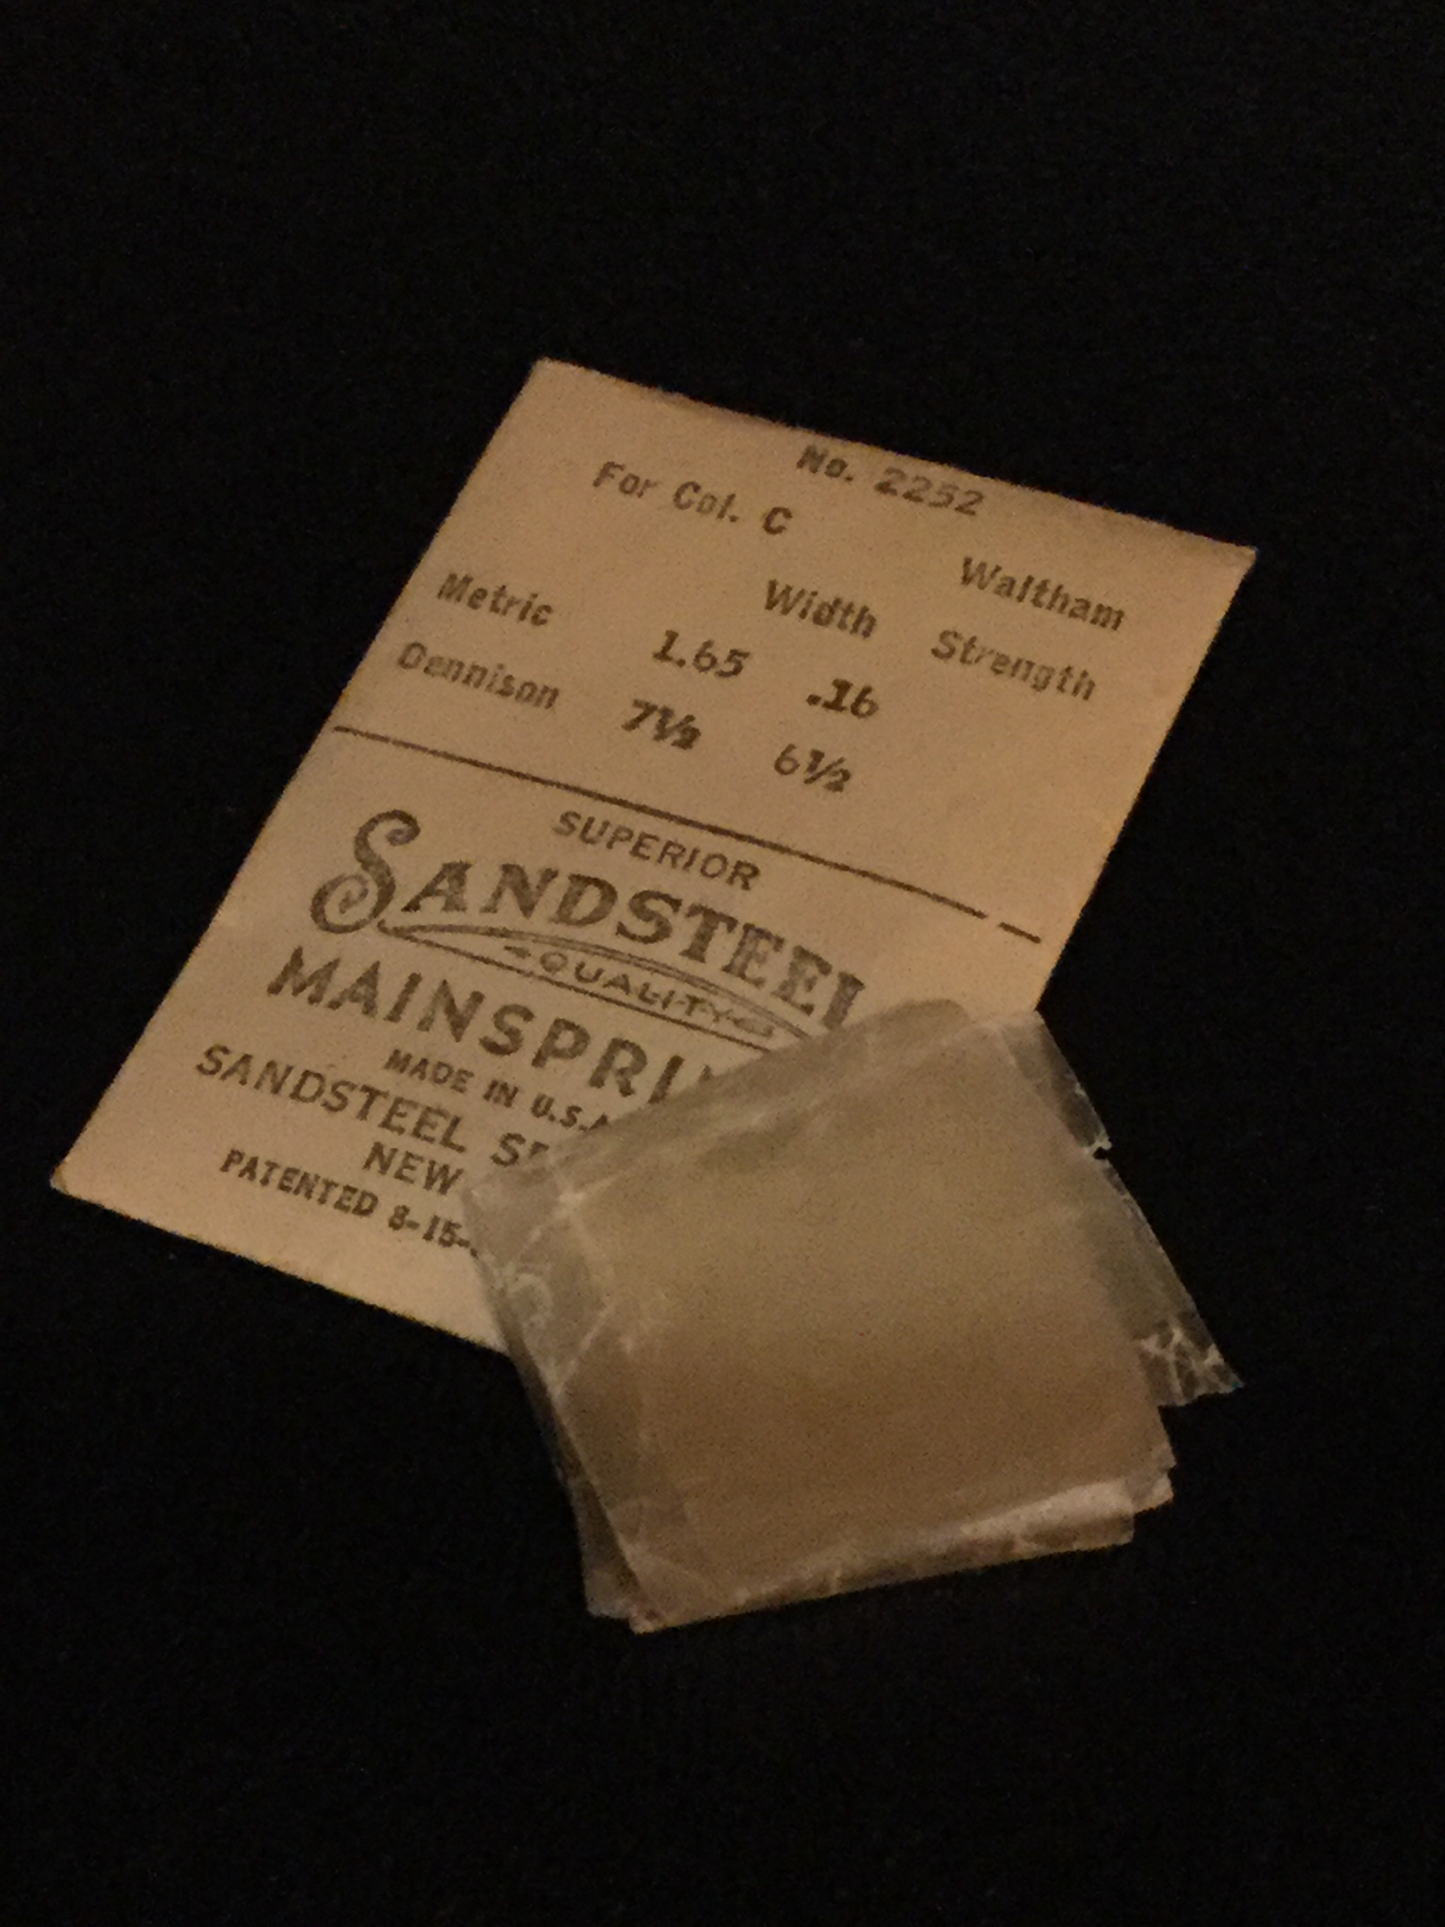 No. 2252
For Col. C Waltham
Width Strength
Metric 1.65 .16
Dennison 7½ 6½
SUPERIOR
SANDSTEEL
QUALITY
MAINSPRI
MADE IN U.S.A
SANDSTEEL SP
NEW
PATENTED 8-15-